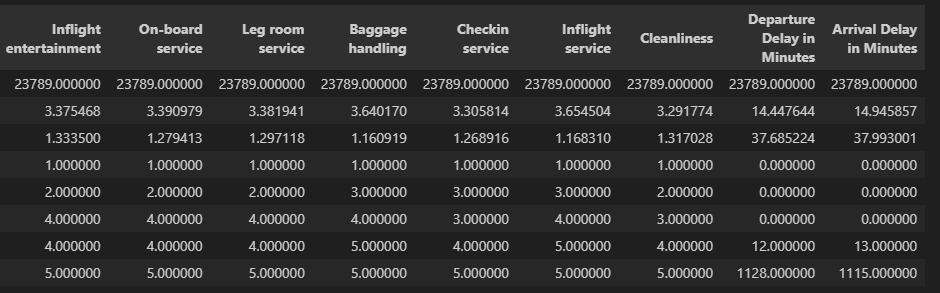 Inflight entertainment On-board service Leg room service Baggage handling Checkin service Inflight service Cleanliness Departure Delay in Minutes Arrival Delay in Minutes
23789.000000 23789.000000 23789.000000 23789.000000 23789.000000 23789.000000 23789.000000 23789.000000 23789.000000
3.375468 3.390979 3.381941 3.640170 3.305814 3.654504 3.291774 14.447644 14.945857
1.333500 1.279413 1.297118 1.160919 1.268916 1.168310 1.317028 37.685224 37.993001
1.000000 1.000000 1.000000 1.000000 1.000000 1.000000 1.000000 0.000000 0.000000
2.000000 2.000000 2.000000 3.000000 3.000000 3.000000 2.000000 0.000000 0.000000
4.000000 4.000000 4.000000 4.000000 3.000000 4.000000 3.000000 0.000000 0.000000
4.000000 4.000000 4.000000 5.000000 4.000000 5.000000 4.000000 12.000000 13.000000
5.000000 5.000000 5.000000 5.000000 5.000000 5.000000 5.000000 1128.000000 1115.000000